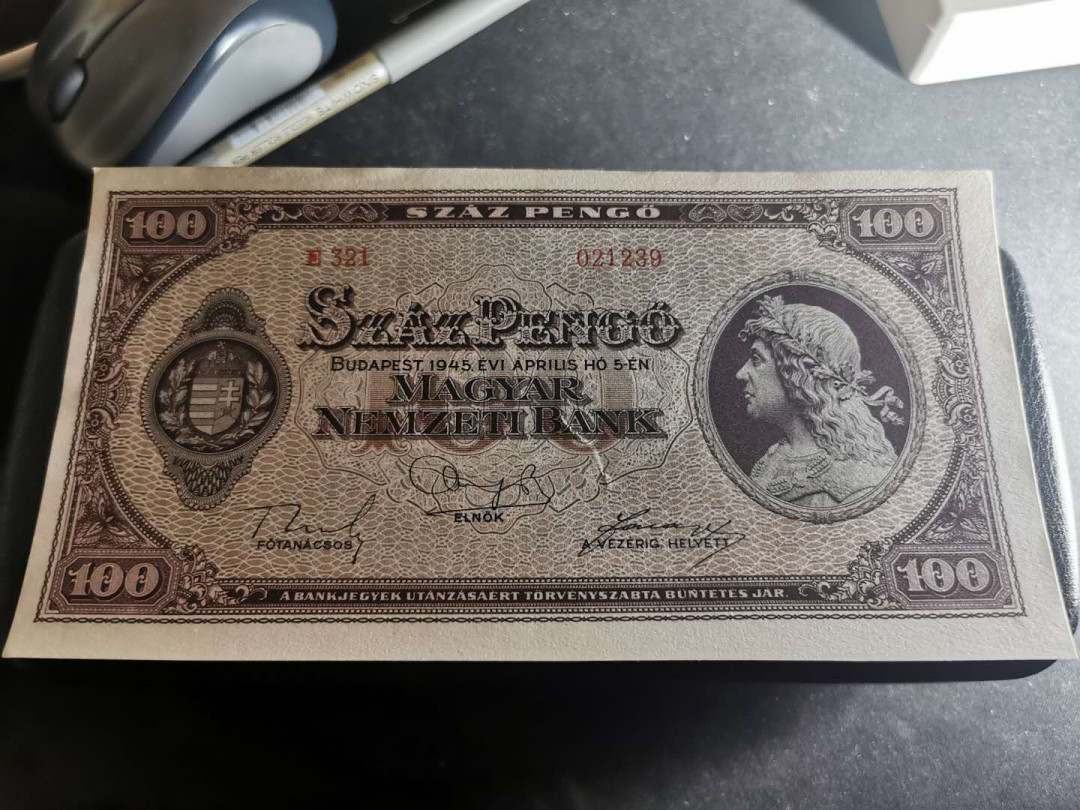 100 SZÁZ PENGŐ 100
E 321 021239
SZÁZ PENGŐ
BUDAPEST 1945. ÉVI ÁPRILIS HÓ 5-ÉN
MAGYAR
NEMZETI BANK
ELNÖK
FŐTANÁCSOS A VEZÉRIG. HELYETT
100 A BANKJEGYEK UTÁNZÁSAÉRT TÖRVÉNYSZABTA BÜNTETÉS JÁR. 100